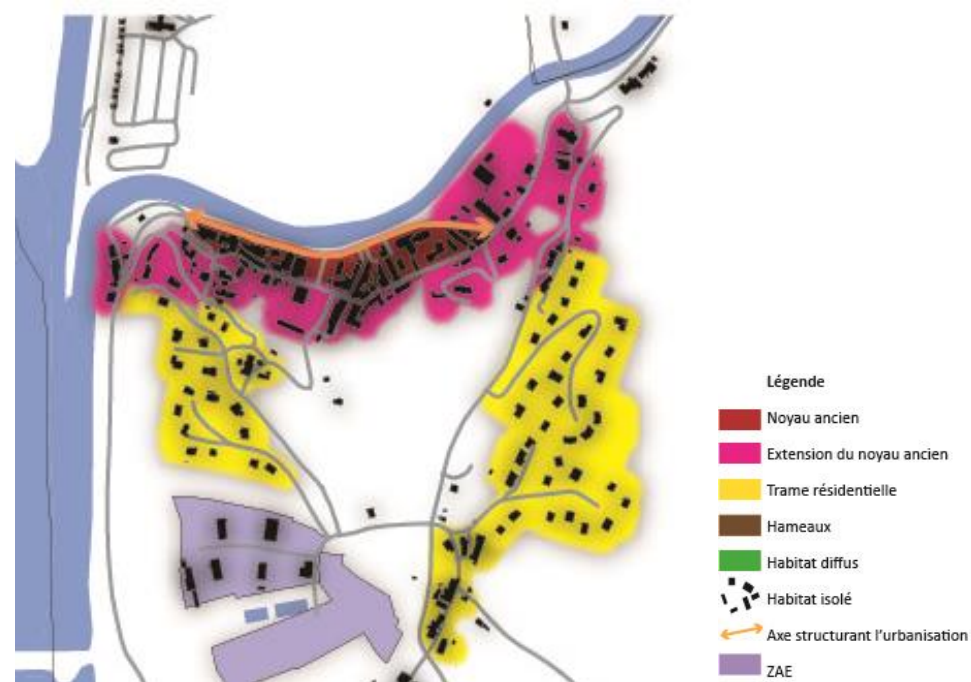 Légende
Noyau ancien
Extension du noyau ancien
Trame résidentielle
Hameaux
Habitat diffus
Habitat isolé
Axe structurant l'urbanisation
ZAE